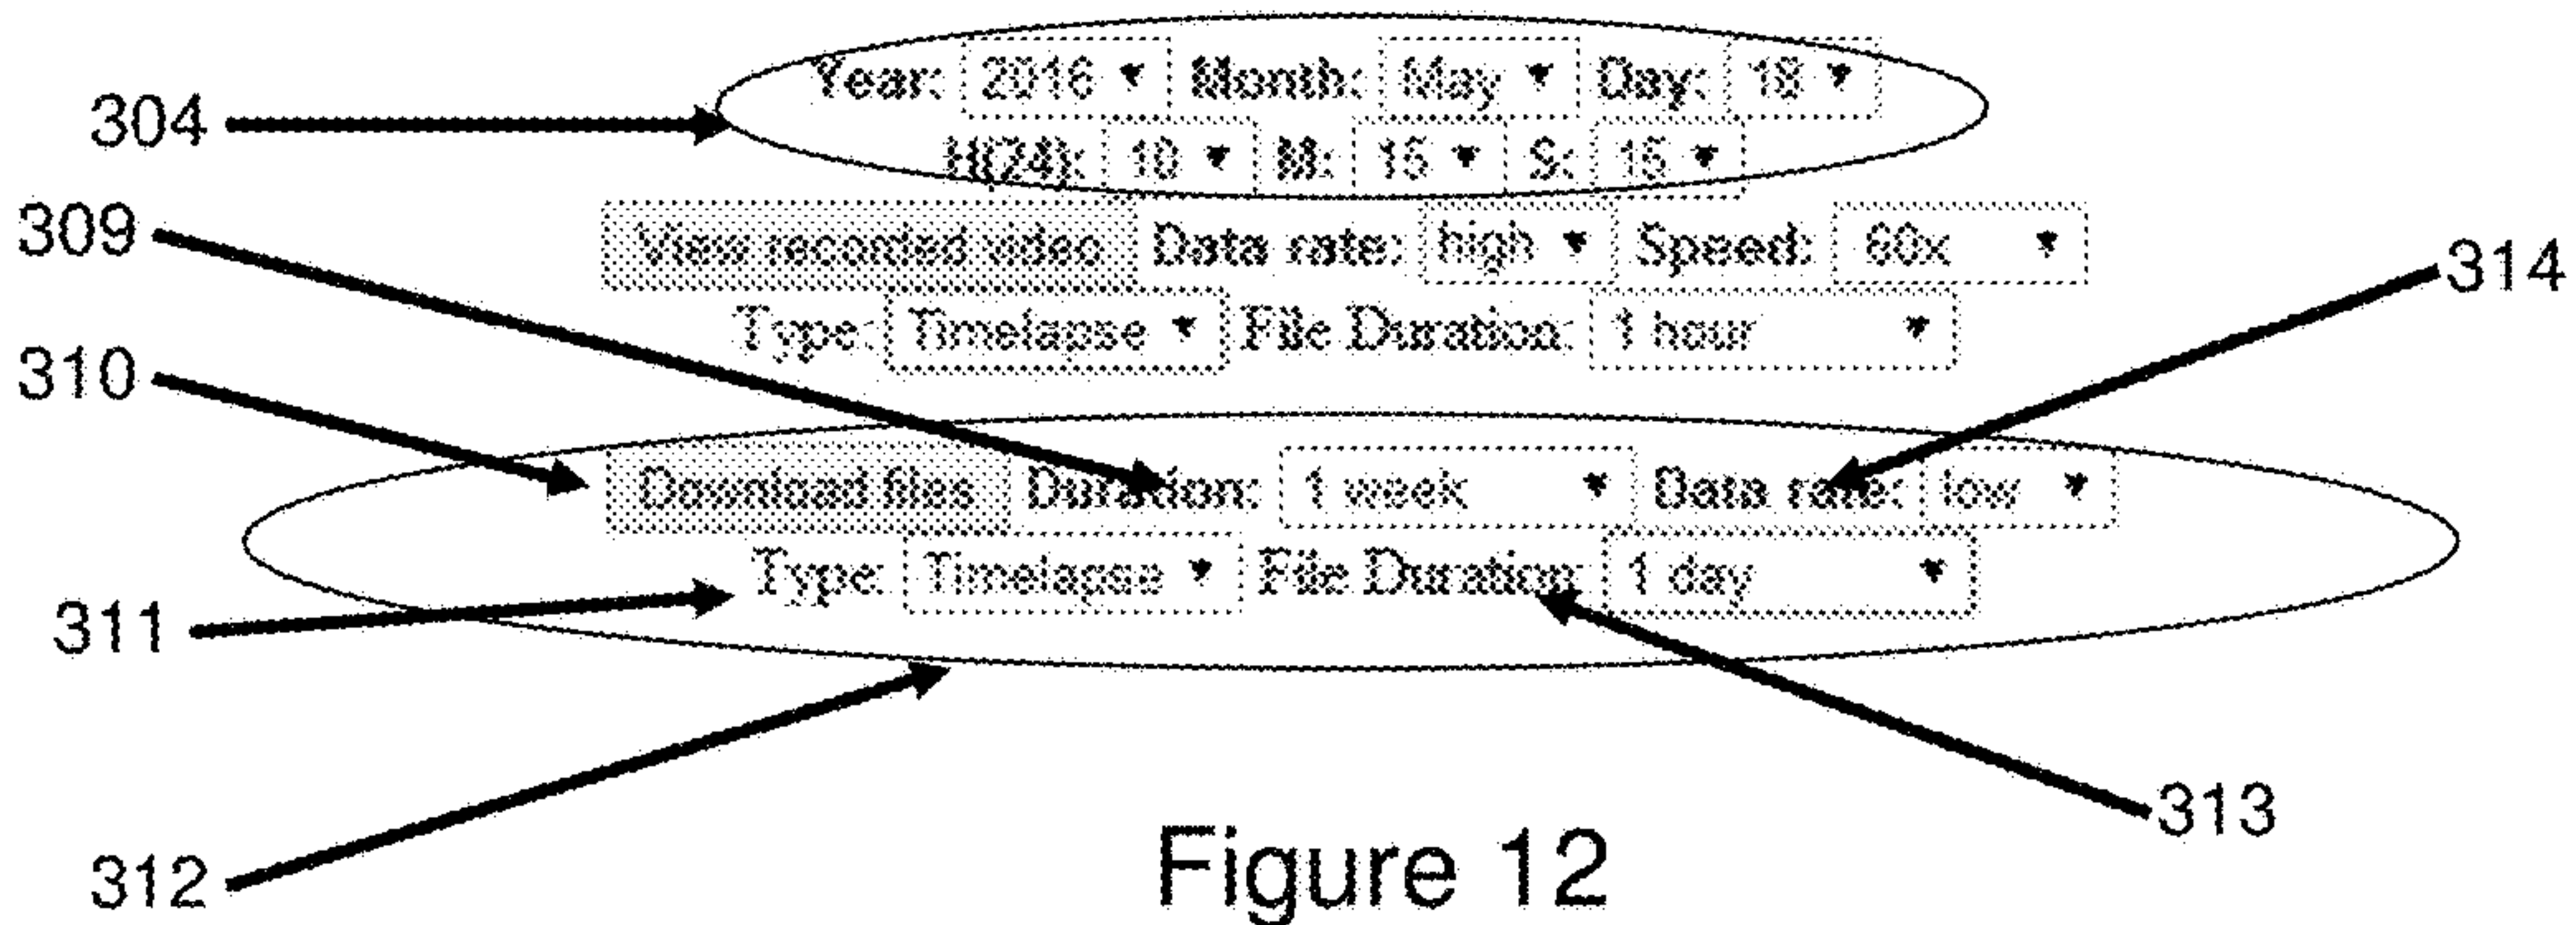 Year: 2016 Month: May Day: 18
304
H(24): 10 M: 15 S: 15
309
View recorded video Data rate: high Speed: 60x
314
Type: Timelapse File Duration: 1 hour
310
Download files Duration: 1 week Data rate: low
Type: Timelapse File Duration: 1 day
311
313
312
Figure 12